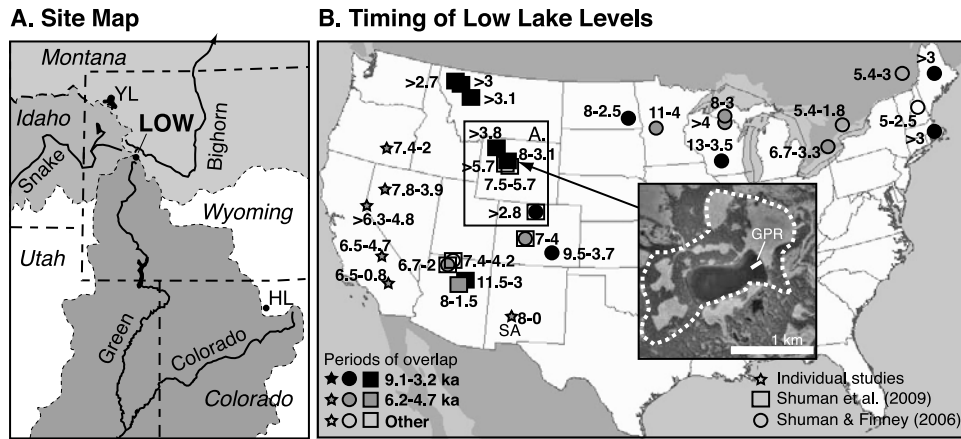 A. Site Map
Montana
YL
Idaho
LOW
Bighorn
Snake
Wyoming
Utah
HL
Green
Colorado
Colorado
B. Timing of Low Lake Levels
>2.7
>3
>3.1
A.
>3.8
8-3.1
>5.7
7.5-5.7
>2.8
7-4
9.5-3.7
7.4-2
7.8-3.9
>6.3-4.8
6.5-4.7
6.5-0.8
6.7-2
7.4-4.2
11.5-3
8-1.5
8-0
SA
8-2.5
11-4
8-3
>4
13-3.5
5.4-1.8
6.7-3.3
5.4-3
>3
5-2.5
>3
GPR
1 km
Periods of overlap
9.1-3.2 ka
6.2-4.7 ka
Other
Individual studies
Shuman et al. (2009)
Shuman & Finney (2006)